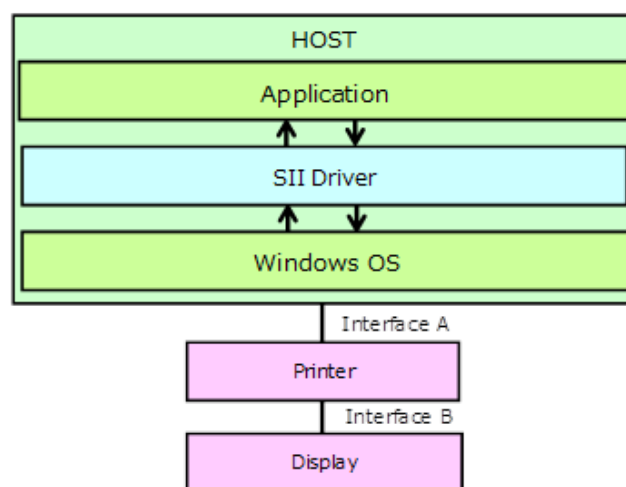 HOST
Application
SII Driver
Windows OS
Interface A
Printer
Interface B
Display